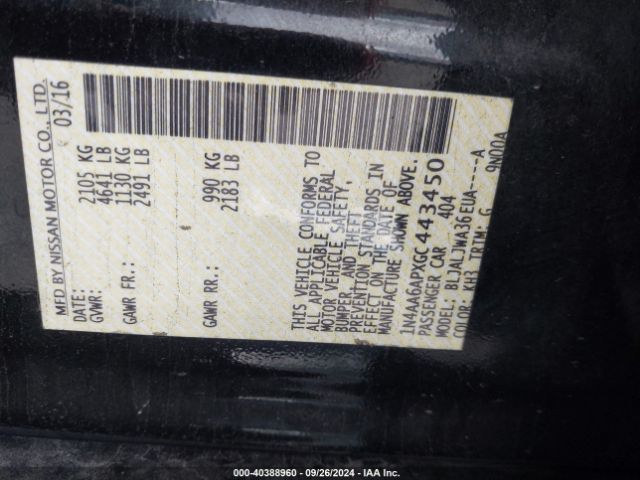 MFD BY NISSAN MOTOR CO., LTD.
DATE: 03/16
GVWR: 2105 KG
4641 LB
GAWR FR.: 1130 KG
2491 LB
GAWR RR.: 990 KG
2183 LB
THIS VEHICLE CONFORMS TO
ALL APPLICABLE FEDERAL
MOTOR VEHICLE SAFETY,
BUMPER, AND THEFT
PREVENTION STANDARDS IN
EFFECT ON THE DATE OF
MANUFACTURE SHOWN ABOVE.
1N4AA6APXGC443450
PASSENGER CAR 404
MODEL: BLJALJWA36EUA-----A
COLOR: KH3 TRIM: G 9N00A
000-40388960 - 09/26/2024 - IAA Inc.